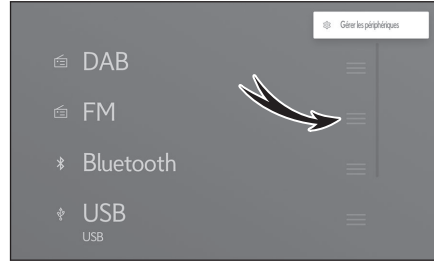 Gérer les périphériques
DAB
FM
Bluetooth
USB
USB